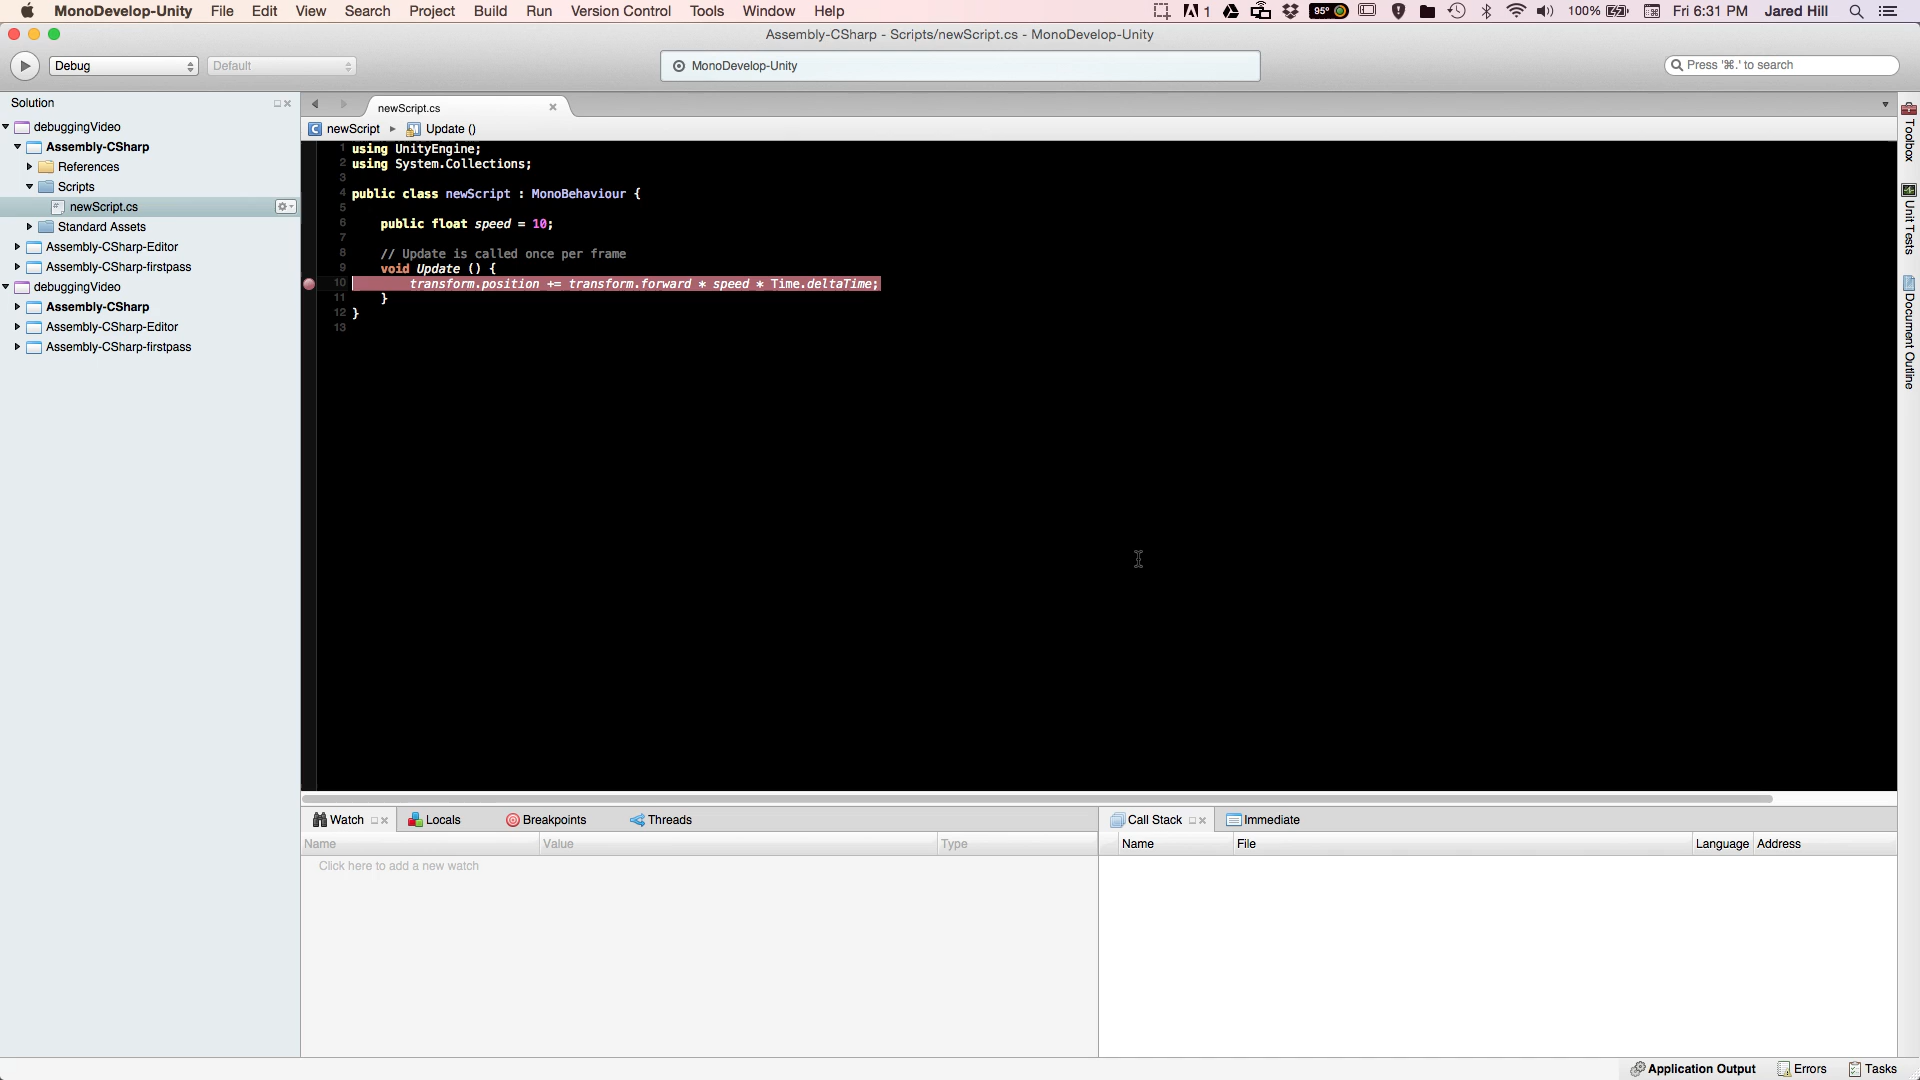 MonoDevelop-Unity File Edit View Search Project Build Run Version Control Tools Window Help
1 95° 100% Fri 6:31 PM Jared Hill
Assembly-CSharp - Scripts/newScript.cs - MonoDevelop-Unity
Debug Default MonoDevelop-Unity Press '⌘.' to search
Solution
debuggingVideo
Assembly-CSharp
References
Scripts
newScript.cs
Standard Assets
Assembly-CSharp-Editor
Assembly-CSharp-firstpass
debuggingVideo
Assembly-CSharp
Assembly-CSharp-Editor
Assembly-CSharp-firstpass
newScript.cs
newScript Update ()
1 using UnityEngine;
2 using System.Collections;
3
4 public class newScript : MonoBehaviour {
5
6 public float speed = 10;
7
8 // Update is called once per frame
9 void Update () {
10 transform.position += transform.forward * speed * Time.deltaTime;
11 }
12 }
13
Toolbox
Unit Tests
Document Outline
Watch Locals Breakpoints Threads
Name Value Type
Click here to add a new watch
Call Stack Immediate
Name File Language Address
Application Output Errors Tasks